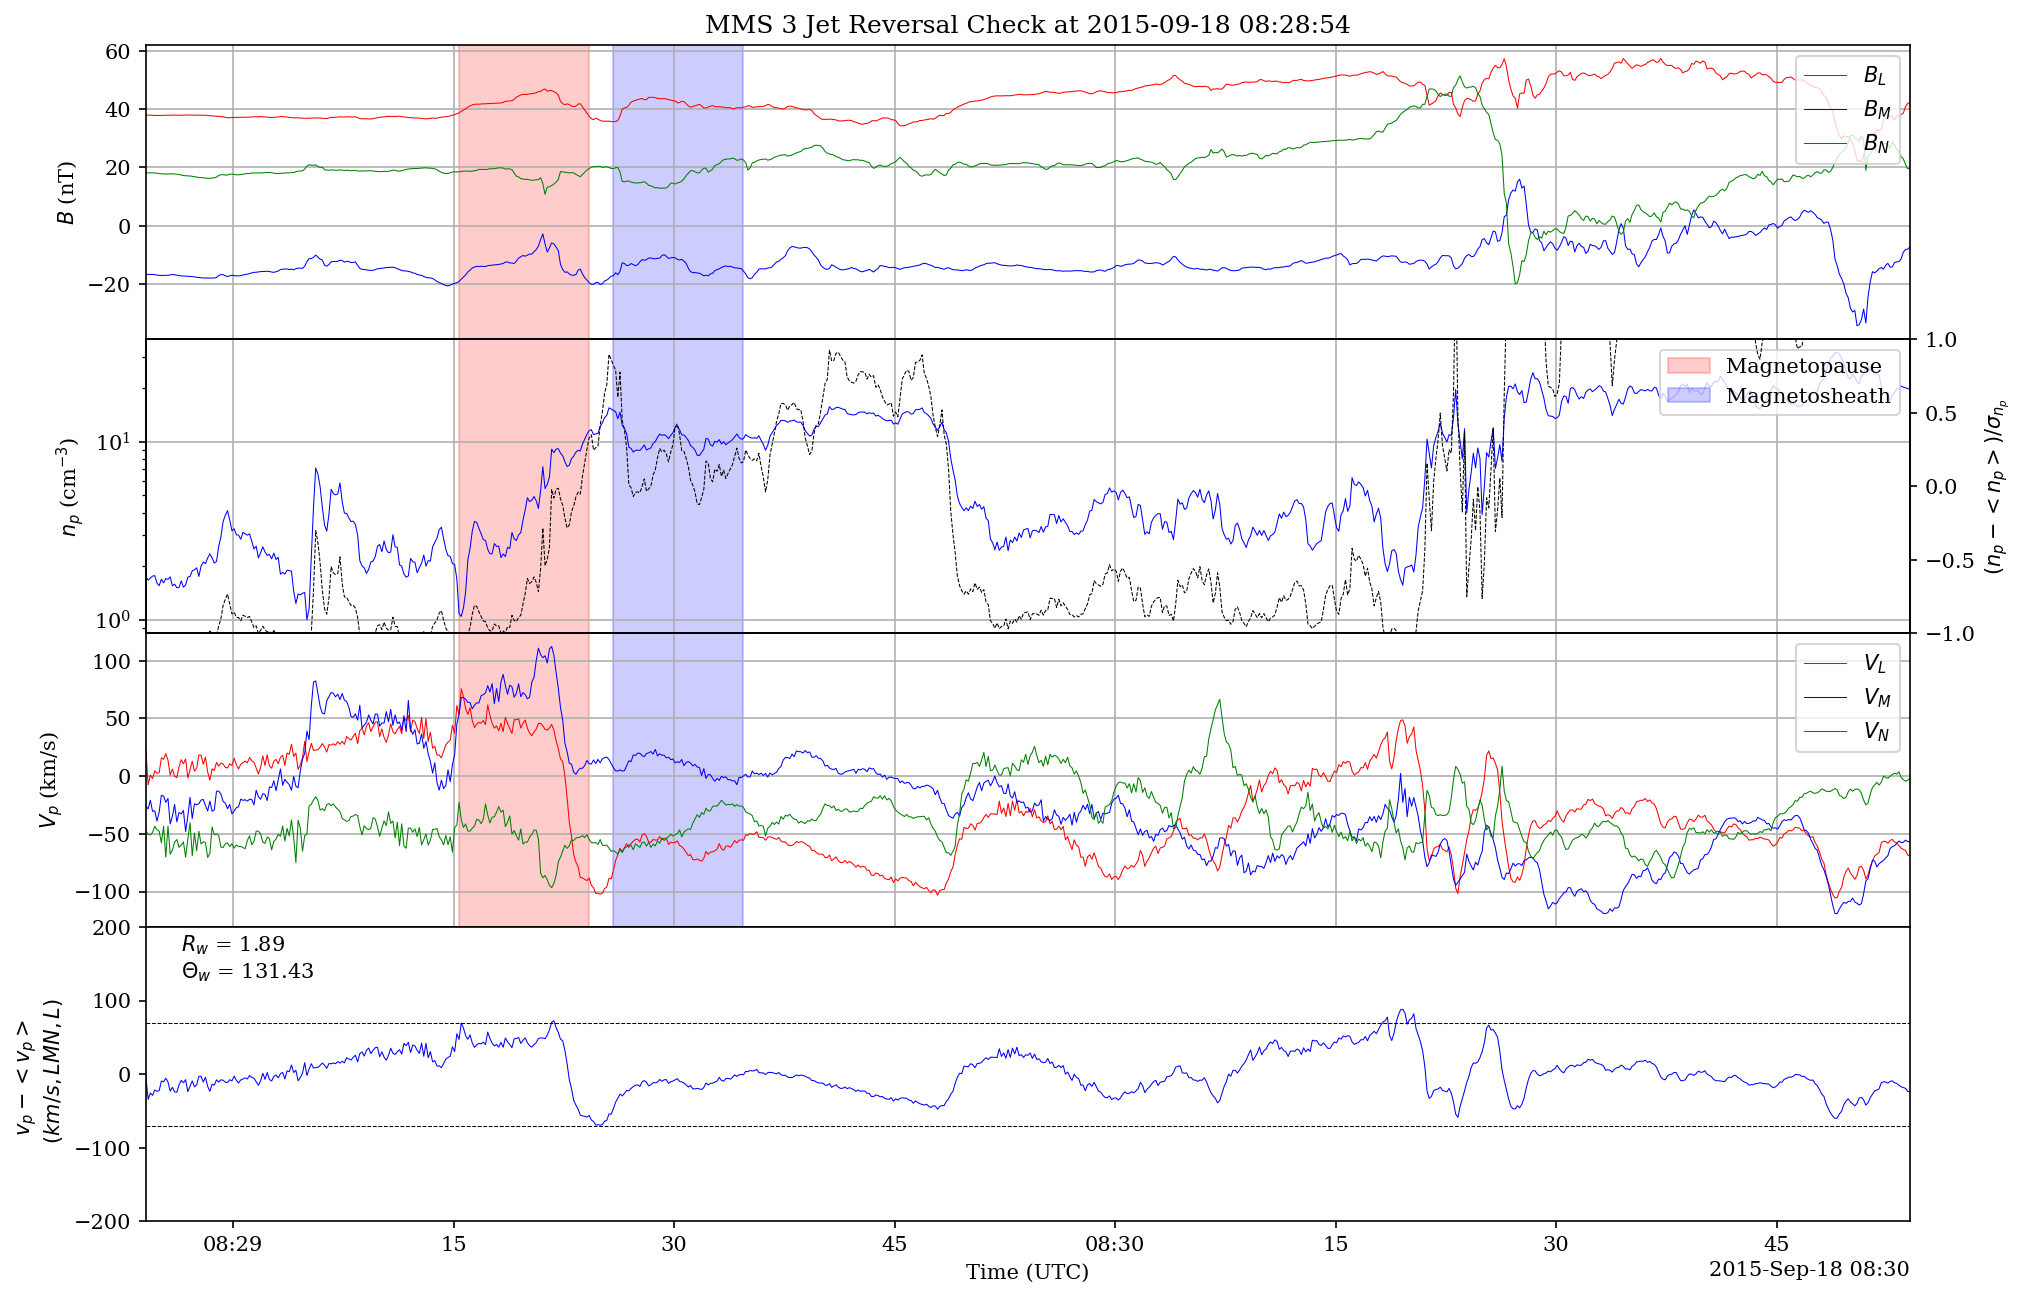 MMS 3 Jet Reversal Check at 2015-09-18 08:28:54
60
40
20
0
−20
B (nT)
B_L
B_M
B_N
10^1
10^0
n_p (cm^−3)
1.0
0.5
0.0
−0.5
−1.0
(n_p − < n_p >)/σ_{n_p}
Magnetopause
Magnetosheath
100
50
0
−50
−100
V_p (km/s)
V_L
V_M
V_N
200
100
0
−100
−200
v_p − < v_p >
(km/s, LMN, L)
R_w = 1.89
Θ_w = 131.43
08:29 15 30 45 08:30 15 30 45
Time (UTC)
2015-Sep-18 08:30